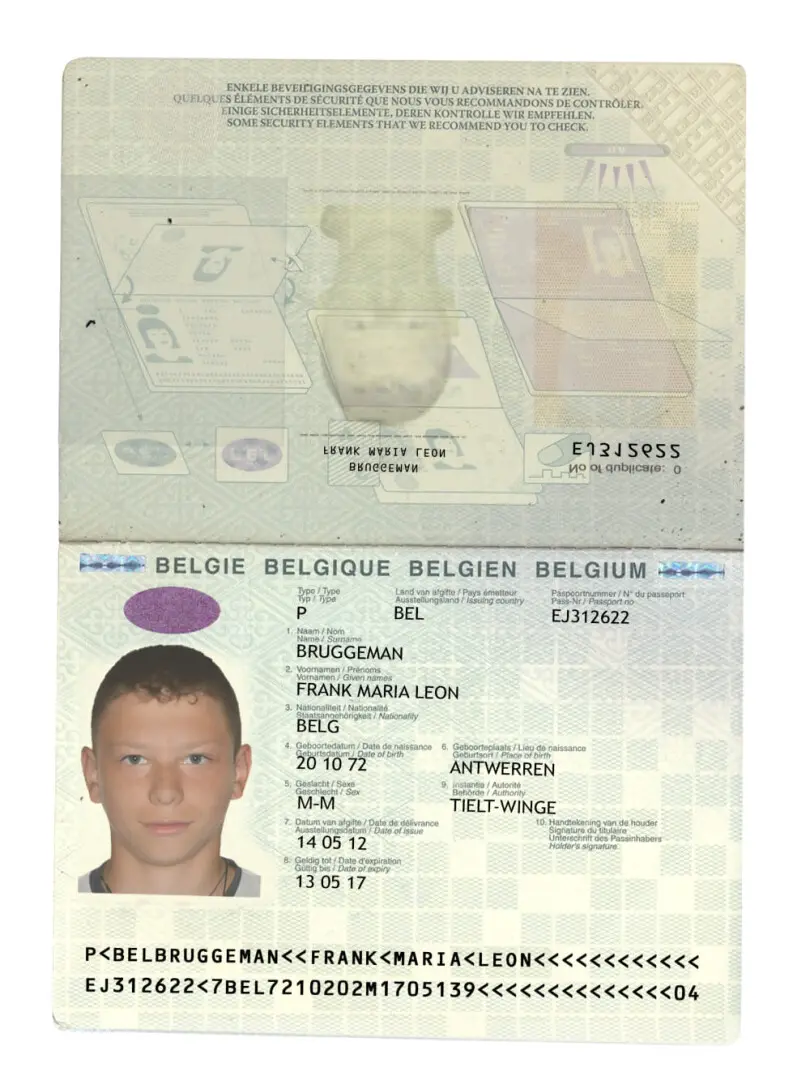 ENKELE BEVEILIGINGSGEGEVENS DIE WIJ U ADVISEREN NA TE ZIEN.
QUELQUES ÉLÉMENTS DE SÉCURITÉ QUE NOUS VOUS RECOMMANDONS DE CONTRÔLER.
EINIGE SICHERHEITSELEMENTE, DEREN KONTROLLE WIR EMPFEHLEN.
SOME SECURITY ELEMENTS THAT WE RECOMMEND YOU TO CHECK.
EJ312622
No of duplicate: 0
FRANK MARIA LEON
BRUGGEMAN
BELGIE BELGIQUE BELGIEN BELGIUM
Type / Type
Typ / Type
P
Land van afgifte / Pays émetteur
Ausstellungsland / Issuing country
BEL
Paspoortnummer / N° du passeport
Pass-Nr / Passport no
EJ312622
1. Naam / Nom
Name / Surname
BRUGGEMAN
2. Voornamen / Prénoms
Vornamen / Given names
FRANK MARIA LEON
3. Nationaliteit / Nationalité
Staatsangehörigkeit / Nationality
BELG
4. Geboortedatum / Date de naissance
Geburtsdatum / Date of birth
20 10 72
6. Geboorteplaats / Lieu de naissance
Geburtsort / Place of birth
ANTWERREN
5. Geslacht / Sexe
Geschlecht / Sex
M-M
9. Instantie / Autorité
Behörde / Authority
TIELT-WINGE
7. Datum van afgifte / Date de délivrance
Ausstellungsdatum / Date of issue
14 05 12
10. Handtekening van de houder
Signature du titulaire
Unterschrift des Passinhabers
Holder's signature
8. Geldig tot / Date d'expiration
Gültig bis / Date of expiry
13 05 17
P<BELBRUGGEMAN<<FRANK<MARIA<LEON<<<<<<<<<<<<
EJ312622<7BEL7210202M1705139<<<<<<<<<<<<<<04